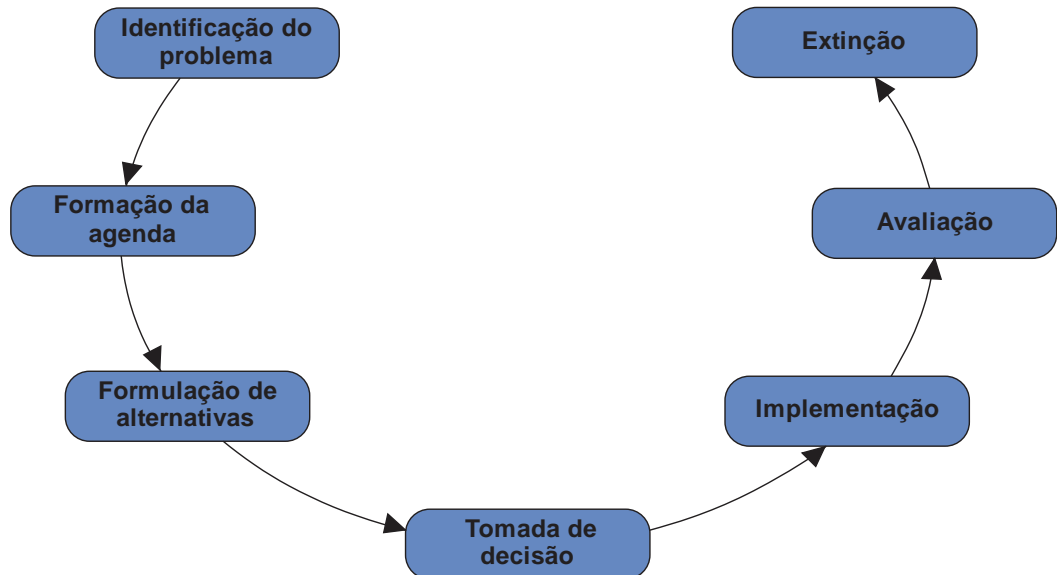 Identificação do
problema
Formação da
agenda
Formulação de
alternativas
Tomada de
decisão
Implementação
Avaliação
Extinção